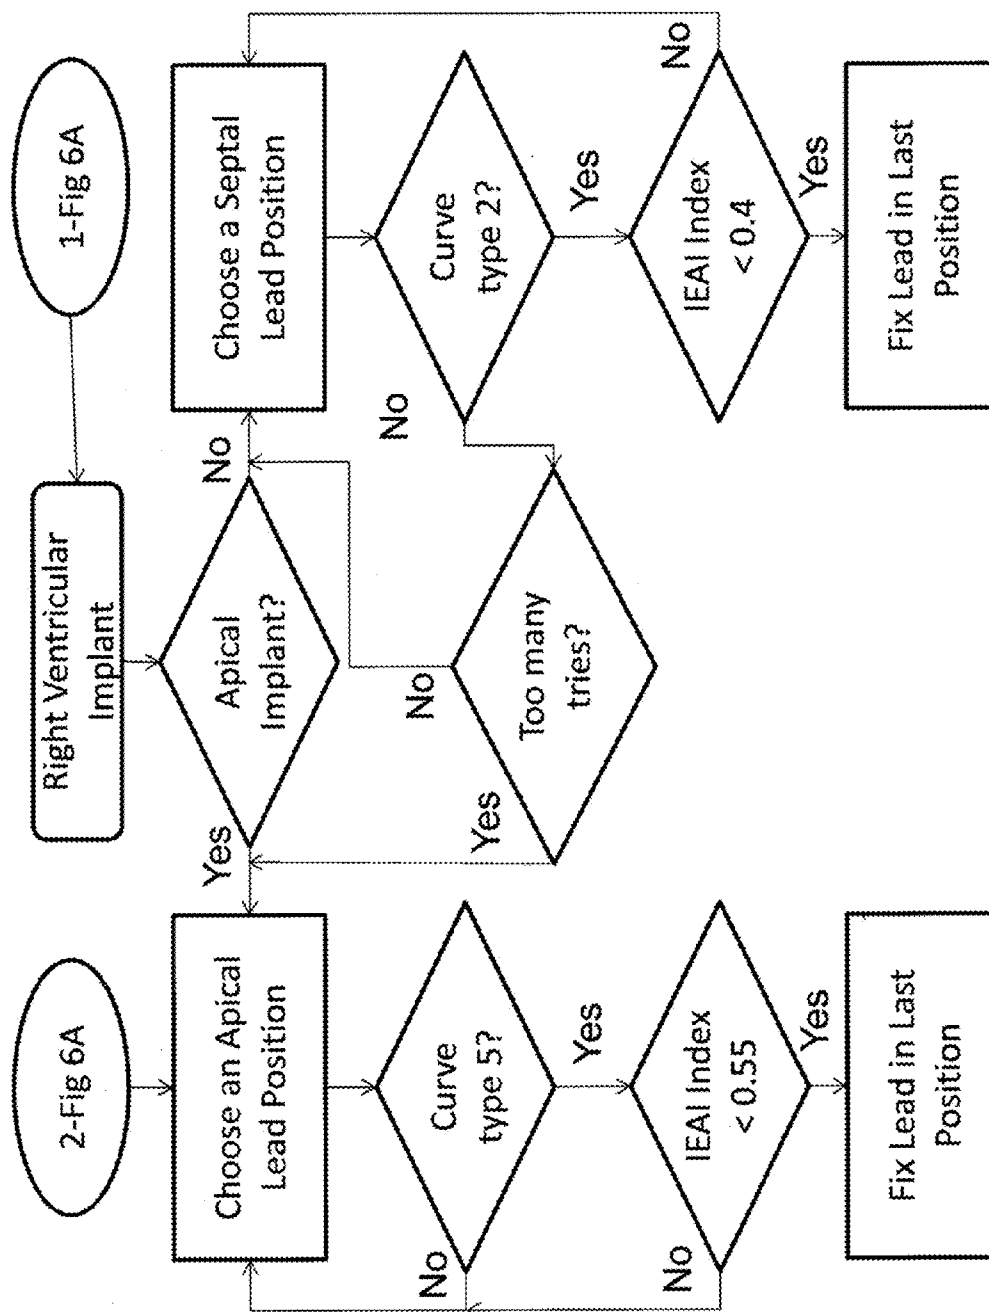 2-Fig 6A
Right Ventricular
Implant
1-Fig 6A
Choose an Apical
Lead Position
Yes
Apical
Implant?
No
Choose a Septal
Lead Position
No
Curve
type 5?
Yes
Yes
Too many
tries?
No
No
Curve
type 2?
Yes
No
IEAI Index
< 0.55
Yes
IEAI Index
< 0.4
No
Yes
Fix Lead in Last
Position
Fix Lead in Last
Position